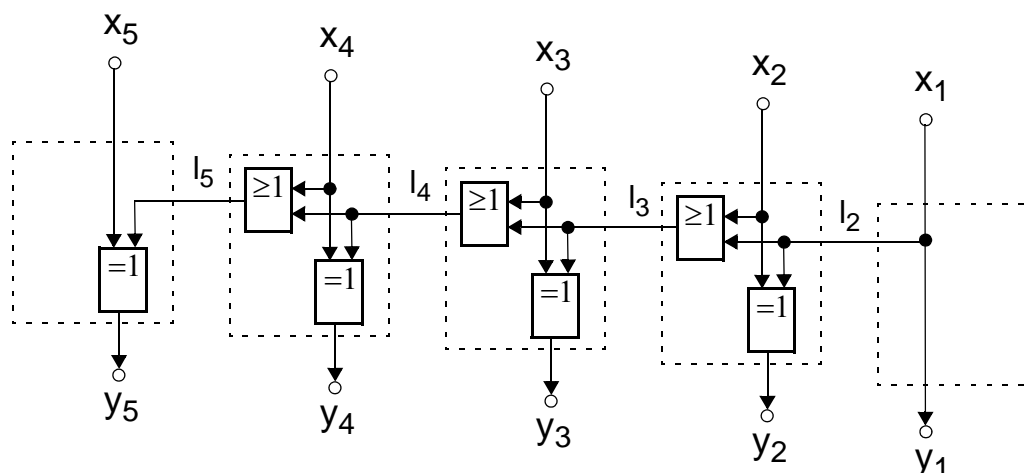 x5 x4 x3 x2 x1
l5 l4 l3 l2
≥1 ≥1 ≥1
=1 =1 =1 =1
y5 y4 y3 y2 y1